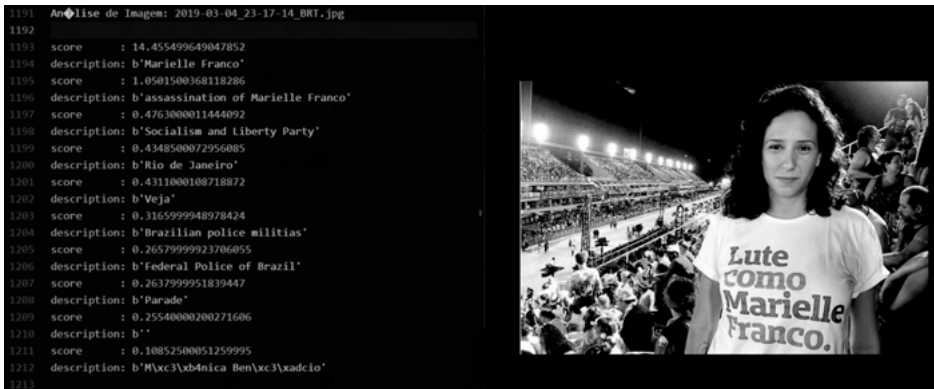 1191 An�lise de Imagem: 2019-03-04_23-17-14_BRT.jpg
1192
1193 score : 14.455499649047852
1194 description: b'Marielle Franco'
1195 score : 1.0501500368118286
1196 description: b'assassination of Marielle Franco'
1197 score : 0.4763000011444092
1198 description: b'Socialism and Liberty Party'
1199 score : 0.4348500072956085
1200 description: b'Rio de Janeiro'
1201 score : 0.4311000108718872
1202 description: b'Veja'
1203 score : 0.3165999948978424
1204 description: b'Brazilian police militias'
1205 score : 0.26579999923706055
1206 description: b'Federal Police of Brazil'
1207 score : 0.2637999951839447
1208 description: b'Parade'
1209 score : 0.25540000200271606
1210 description: b''
1211 score : 0.10852500051259995
1212 description: b'M\xc3\xb4nica Ben\xc3\xadcio'
1213
Lute
como
Marielle
Franco.